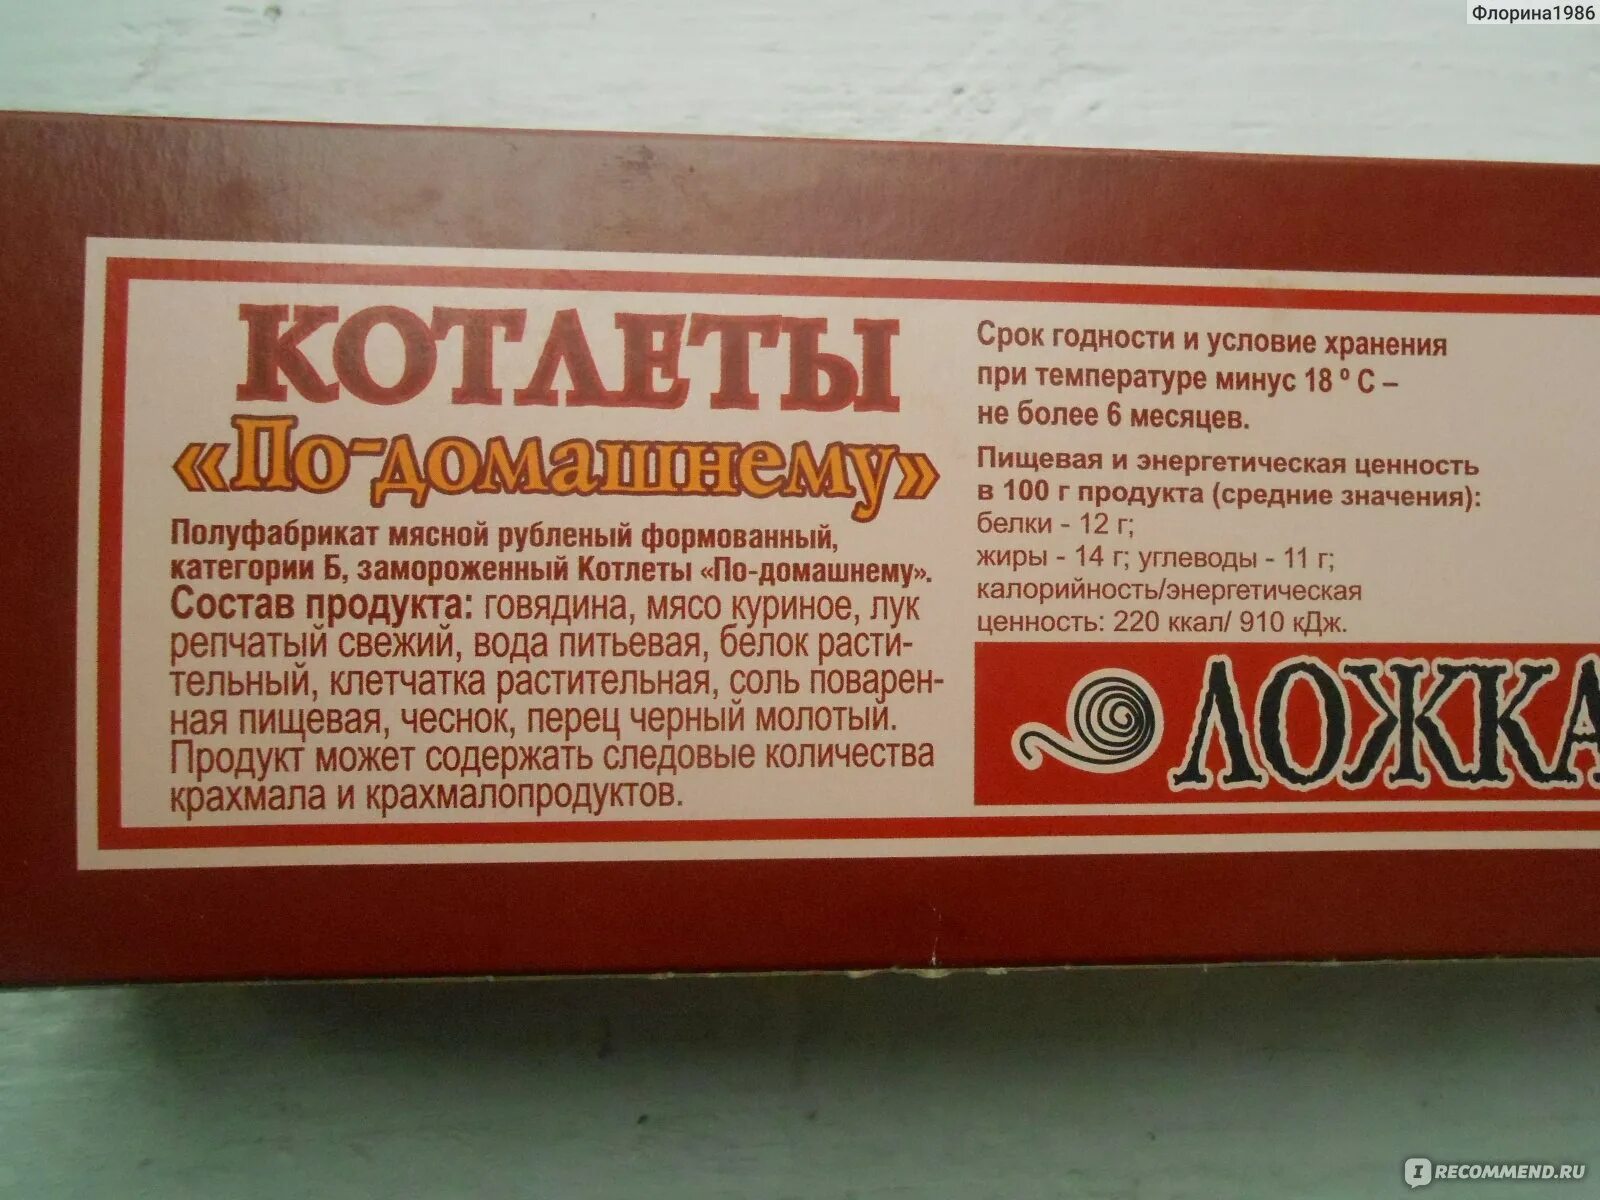 Флорина1986
КОТЛЕТЫ
«По-домашнему»
Полуфабрикат мясной рубленый формованный,
категории Б, замороженный Котлеты «По-домашнему».
Состав продукта: говядина, мясо куриное, лук
репчатый свежий, вода питьевая, белок расти-
тельный, клетчатка растительная, соль поварен-
ная пищевая, чеснок, перец черный молотый.
Продукт может содержать следовые количества
крахмала и крахмалопродуктов.
Срок годности и условие хранения
при температуре минус 18 º С –
не более 6 месяцев.
Пищевая и энергетическая ценность
в 100 г продукта (средние значения):
белки - 12 г;
жиры - 14 г; углеводы - 11 г;
калорийность/энергетическая
ценность: 220 ккал/ 910 кДж.
ЛОЖКА
IRECOMMEND.RU